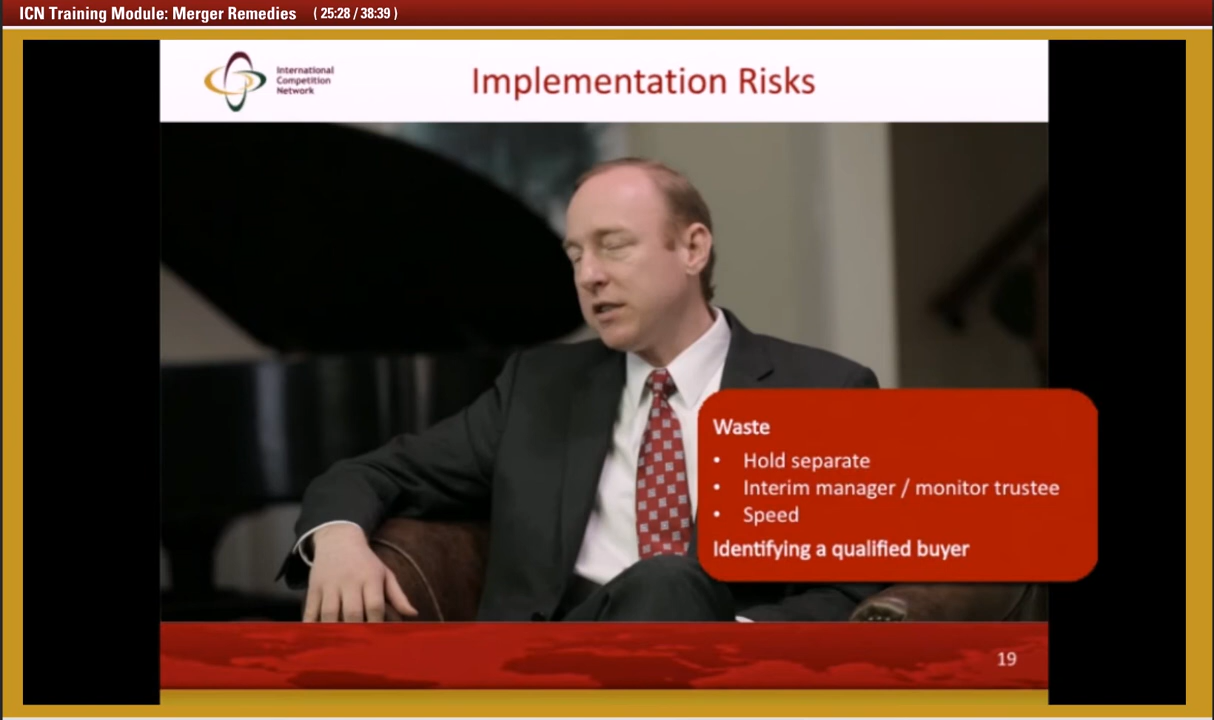 ICN Training Module: Merger Remedies ( 25:28 / 38:39 )
International
Competition
Network
Implementation Risks
Waste
• Hold separate
• Interim manager / monitor trustee
• Speed
Identifying a qualified buyer
19